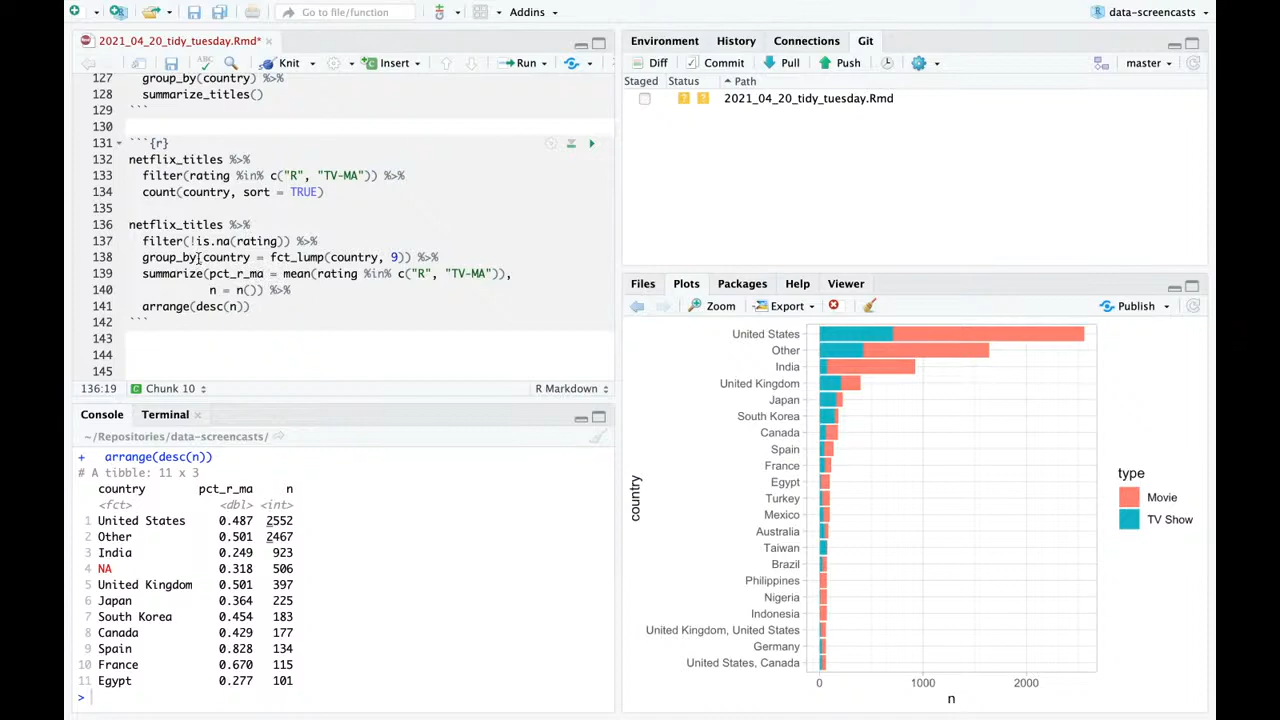 Go to file/function
Addins
data-screencasts
2021_04_20_tidy_tuesday.Rmd*
ABC
Knit
Insert
Run
127 group_by(country) %>%
128 summarize_titles()
129 ```
130
131 ```{r}
132 netflix_titles %>%
133 filter(rating %in% c("R", "TV-MA")) %>%
134 count(country, sort = TRUE)
135
136 netflix_titles %>%
137 filter(!is.na(rating)) %>%
138 group_by(country = fct_lump(country, 9)) %>%
139 summarize(pct_r_ma = mean(rating %in% c("R", "TV-MA")),
140 n = n()) %>%
141 arrange(desc(n))
142 ```
143
144
145
136:19 Chunk 10 R Markdown
Console Terminal
~/Repositories/data-screencasts/
+ arrange(desc(n))
# A tibble: 11 x 3
country pct_r_ma n
<fct> <dbl> <int>
1 United States 0.487 2552
2 Other 0.501 2467
3 India 0.249 923
4 NA 0.318 506
5 United Kingdom 0.501 397
6 Japan 0.364 225
7 South Korea 0.454 183
8 Canada 0.429 177
9 Spain 0.828 134
10 France 0.670 115
11 Egypt 0.277 101
>
Environment History Connections Git
Diff Commit Pull Push master
Staged Status Path
? ? 2021_04_20_tidy_tuesday.Rmd
Files Plots Packages Help Viewer
Zoom Export Publish
United States
Other
India
United Kingdom
Japan
South Korea
Canada
Spain
France
Egypt
Turkey
Mexico
Australia
Taiwan
Brazil
Philippines
Nigeria
Indonesia
United Kingdom, United States
Germany
United States, Canada
country
0 1000 2000
n
type
Movie
TV Show